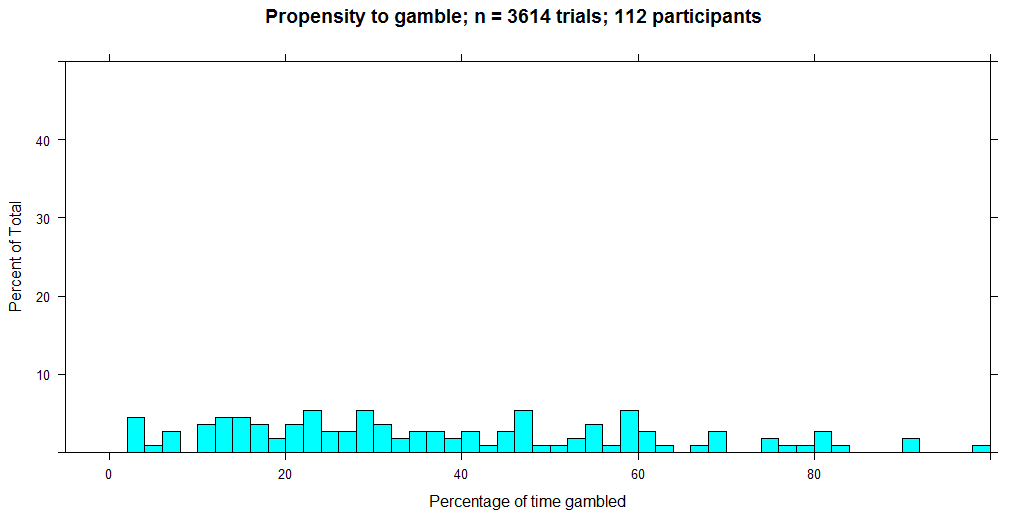 Propensity to gamble; n = 3614 trials; 112 participants
Percent of Total
40
30
20
10
0 20 40 60 80
Percentage of time gambled